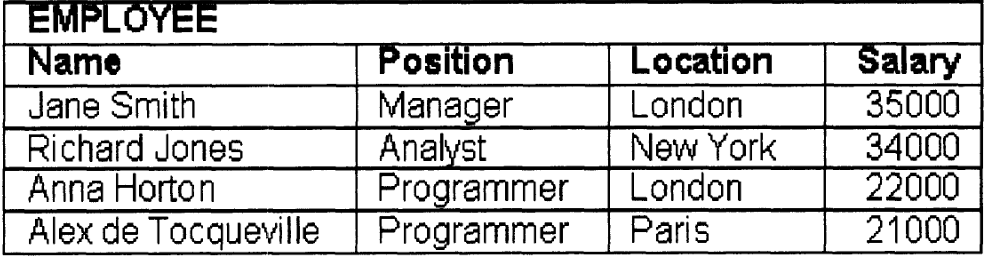 EMPLOYEE
Name Position Location Salary
Jane Smith Manager London 35000
Richard Jones Analyst New York 34000
Anna Horton Programmer London 22000
Alex de Tocqueville Programmer Paris 21000